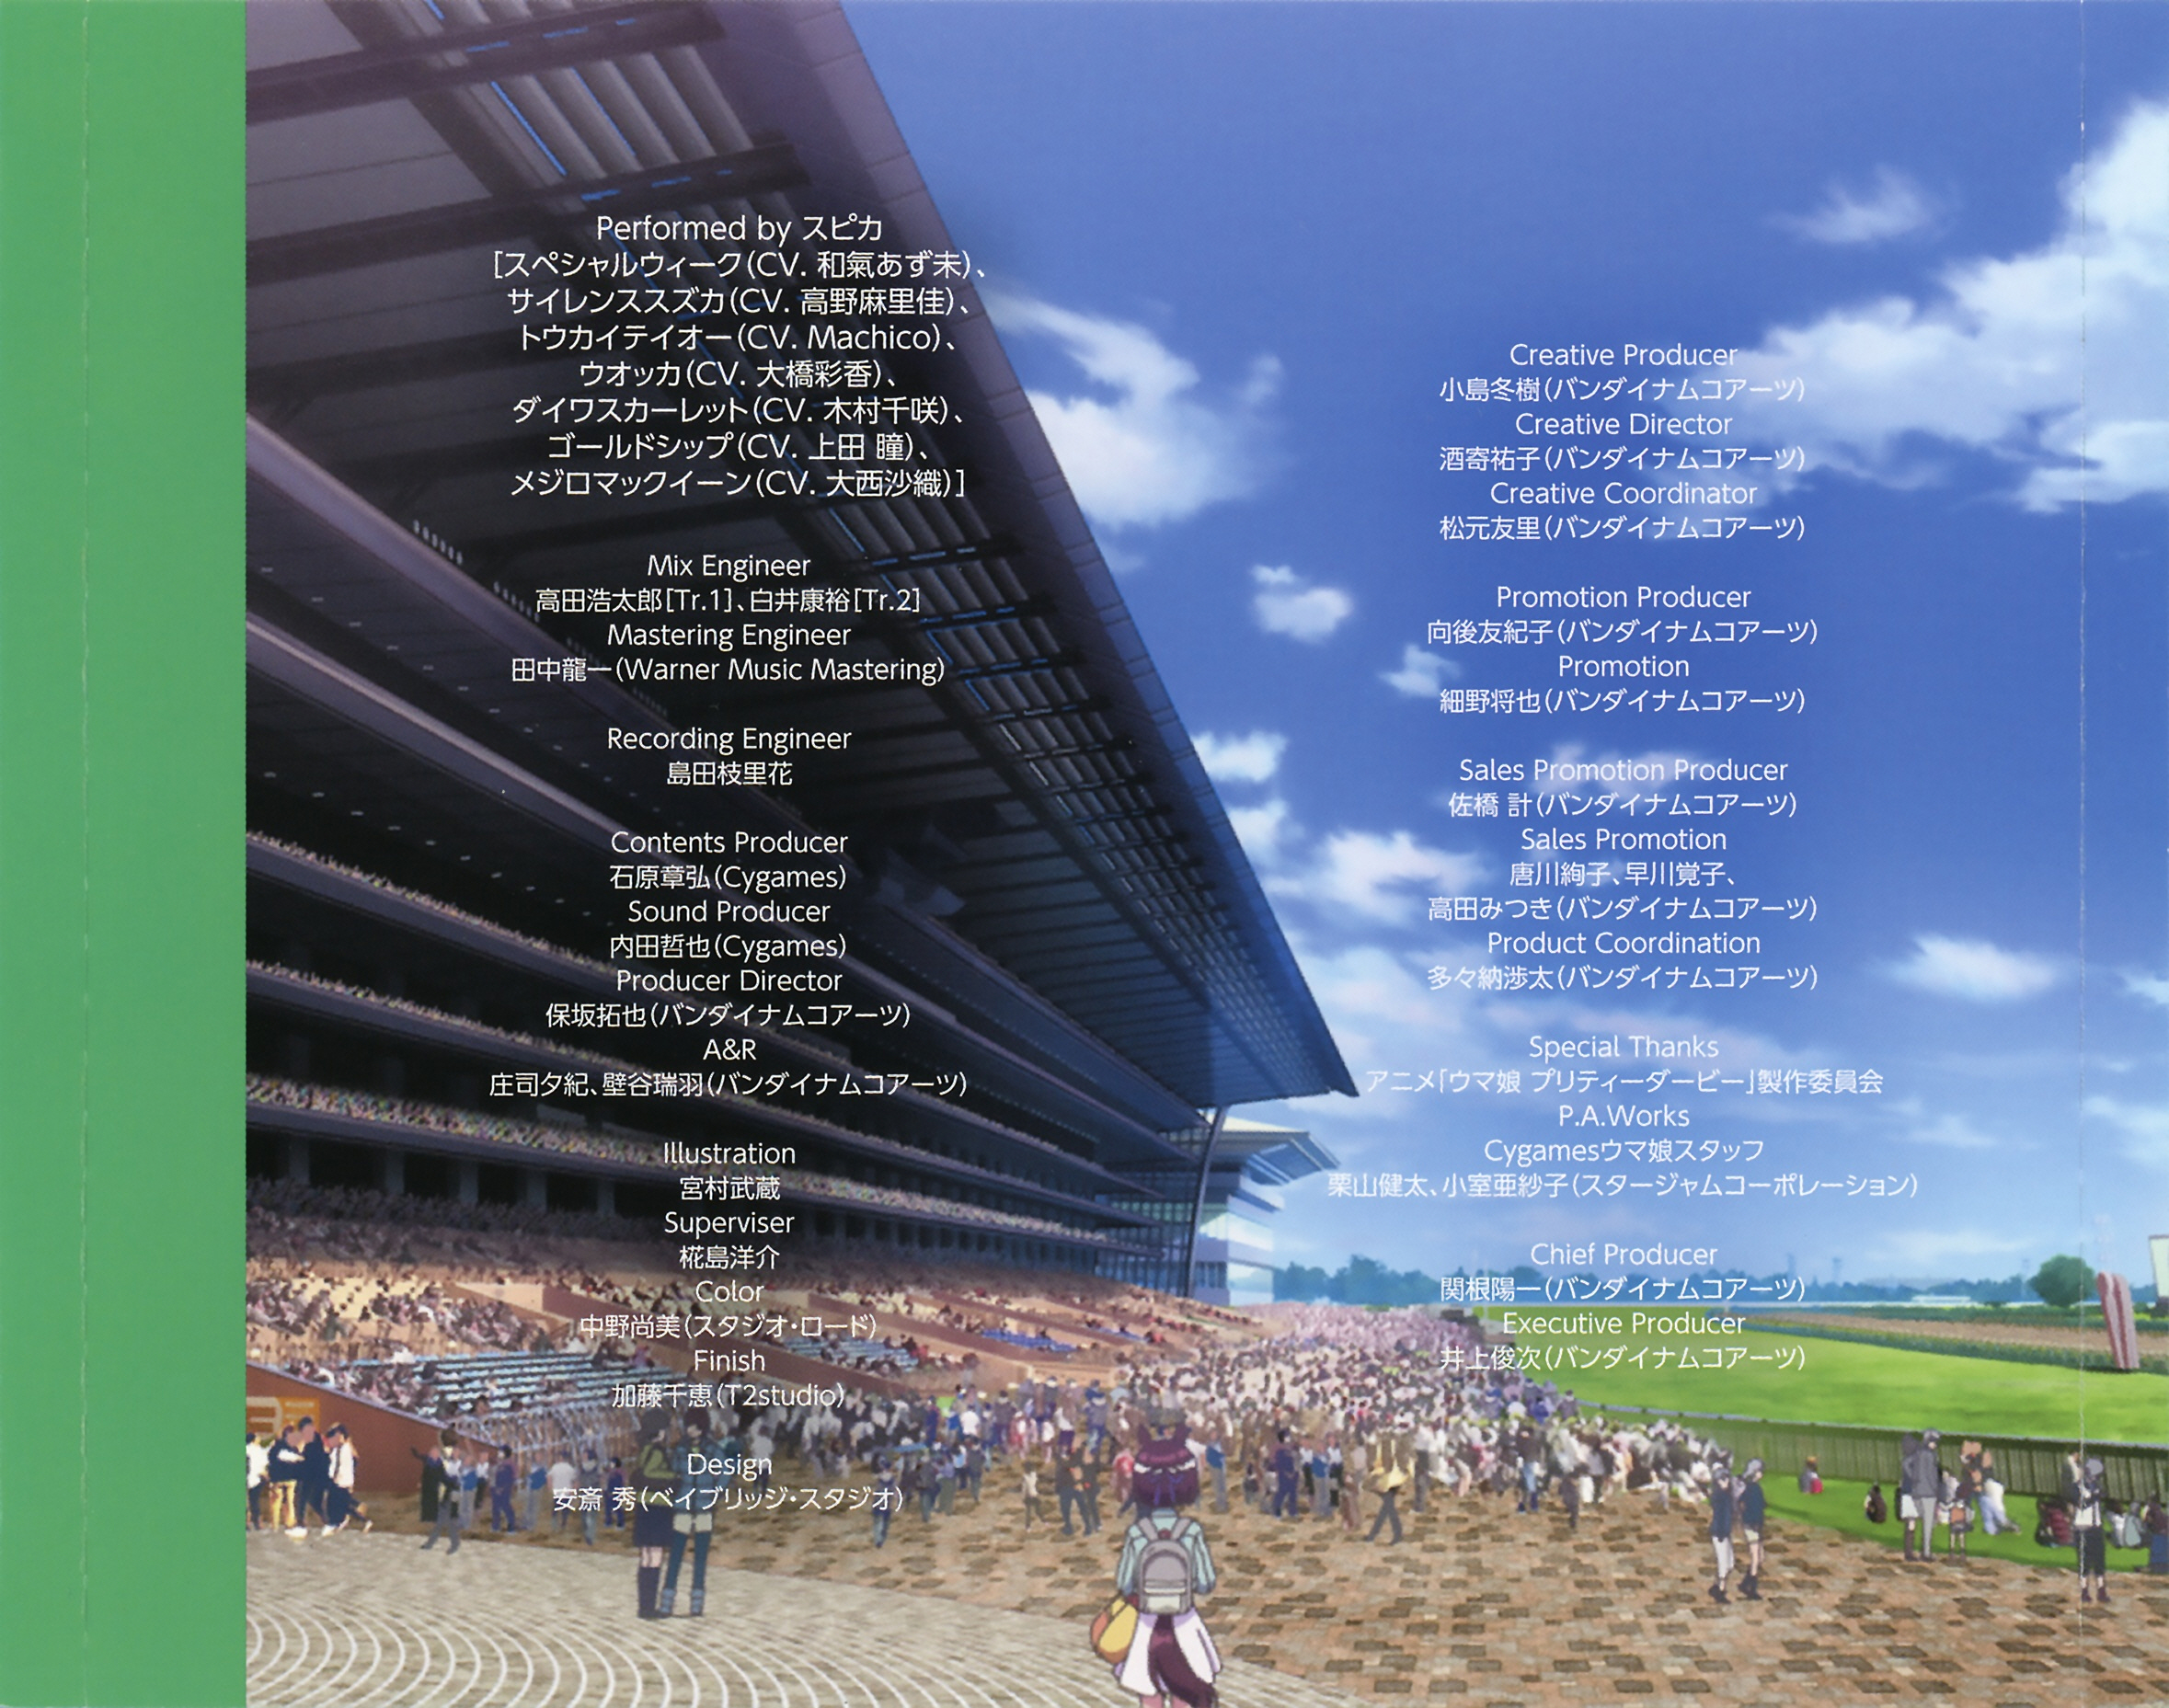 Performed by スピカ
[スペシャルウィーク(CV. 和氣あず未)、
サイレンススズカ(CV. 高野麻里佳)、
トウカイテイオー(CV. Machico)、
ウオッカ(CV. 大橋彩香)、
ダイワスカーレット(CV. 木村千咲)、
ゴールドシップ(CV. 上田 瞳)、
メジロマックイーン(CV. 大西沙織)]
Mix Engineer
高田浩太郎[Tr.1]、白井康裕[Tr.2]
Mastering Engineer
田中龍一(Warner Music Mastering)
Recording Engineer
島田枝里花
Contents Producer
石原章弘(Cygames)
Sound Producer
内田哲也(Cygames)
Producer Director
保坂拓也(バンダイナムコアーツ)
A&R
庄司夕紀、壁谷瑞羽(バンダイナムコアーツ)
Illustration
宮村武蔵
Superviser
椛島洋介
Color
中野尚美(スタジオ・ロード)
Finish
加藤千恵(T2studio)
Design
安斎 秀(ベイブリッジ・スタジオ)
Creative Producer
小島冬樹(バンダイナムコアーツ)
Creative Director
酒寄祐子(バンダイナムコアーツ)
Creative Coordinator
松元友里(バンダイナムコアーツ)
Promotion Producer
向後友紀子(バンダイナムコアーツ)
Promotion
細野将也(バンダイナムコアーツ)
Sales Promotion Producer
佐橋 計(バンダイナムコアーツ)
Sales Promotion
唐川絢子、早川覚子、
高田みつき(バンダイナムコアーツ)
Product Coordination
多々納渉太(バンダイナムコアーツ)
Special Thanks
アニメ「ウマ娘 プリティーダービー」製作委員会
P.A.Works
Cygamesウマ娘スタッフ
栗山健太、小室亜紗子(スタージャムコーポレーション)
Chief Producer
関根陽一(バンダイナムコアーツ)
Executive Producer
井上俊次(バンダイナムコアーツ)